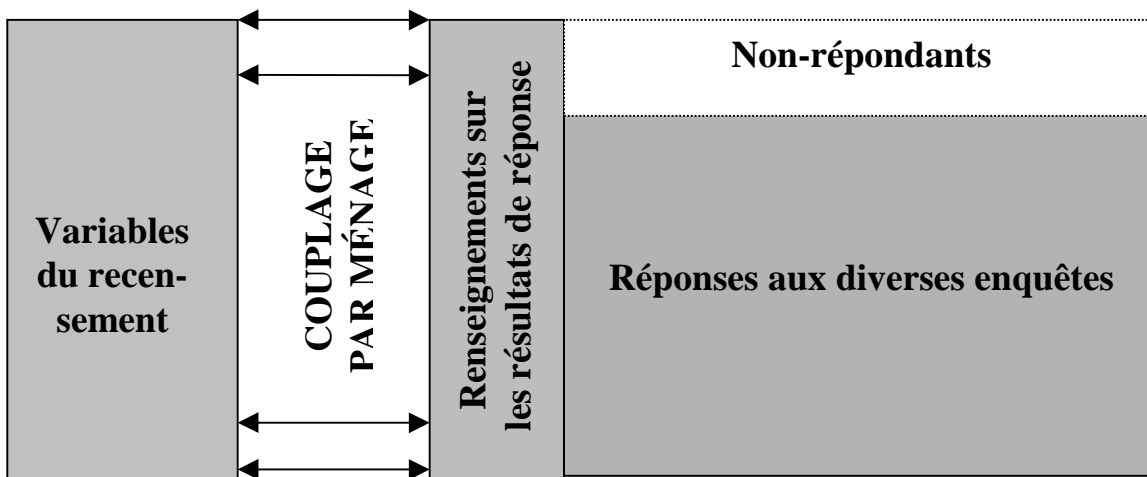 Variables
du recen-
sement
COUPLAGE
PAR MÉNAGE
Renseignements sur
les résultats de réponse
Non-répondants
Réponses aux diverses enquêtes